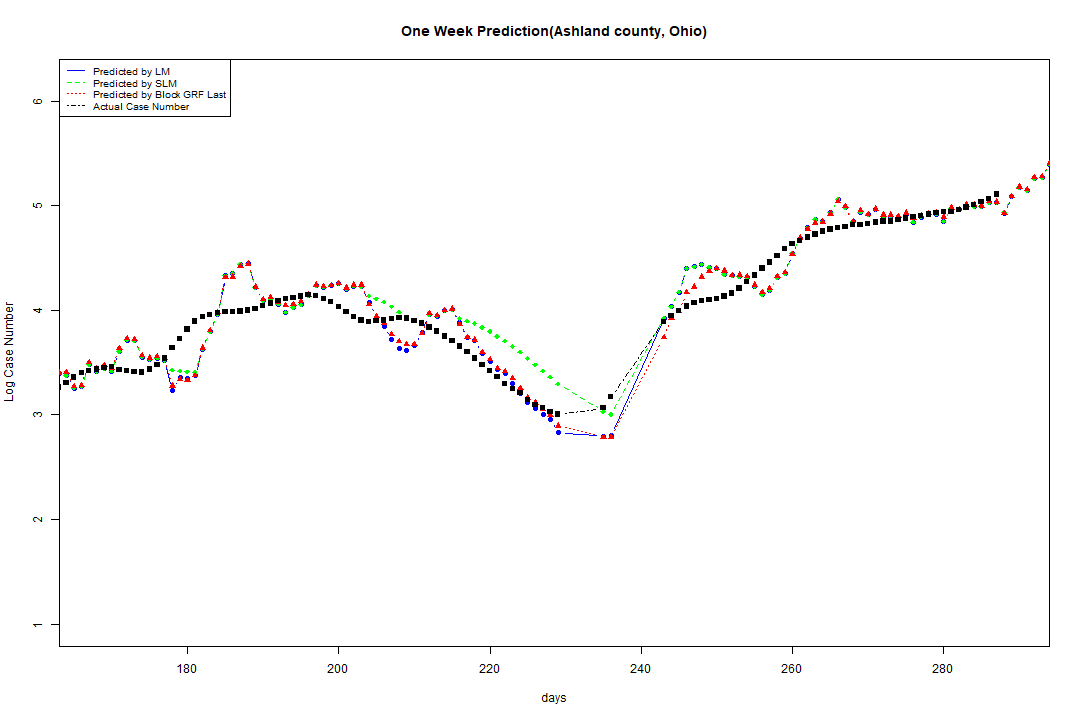 One Week Prediction(Ashland county, Ohio)
Predicted by LM
Predicted by SLM
Predicted by Block GRF Last
Actual Case Number
Log Case Number
6
5
4
3
2
1
180 200 220 240 260 280
days